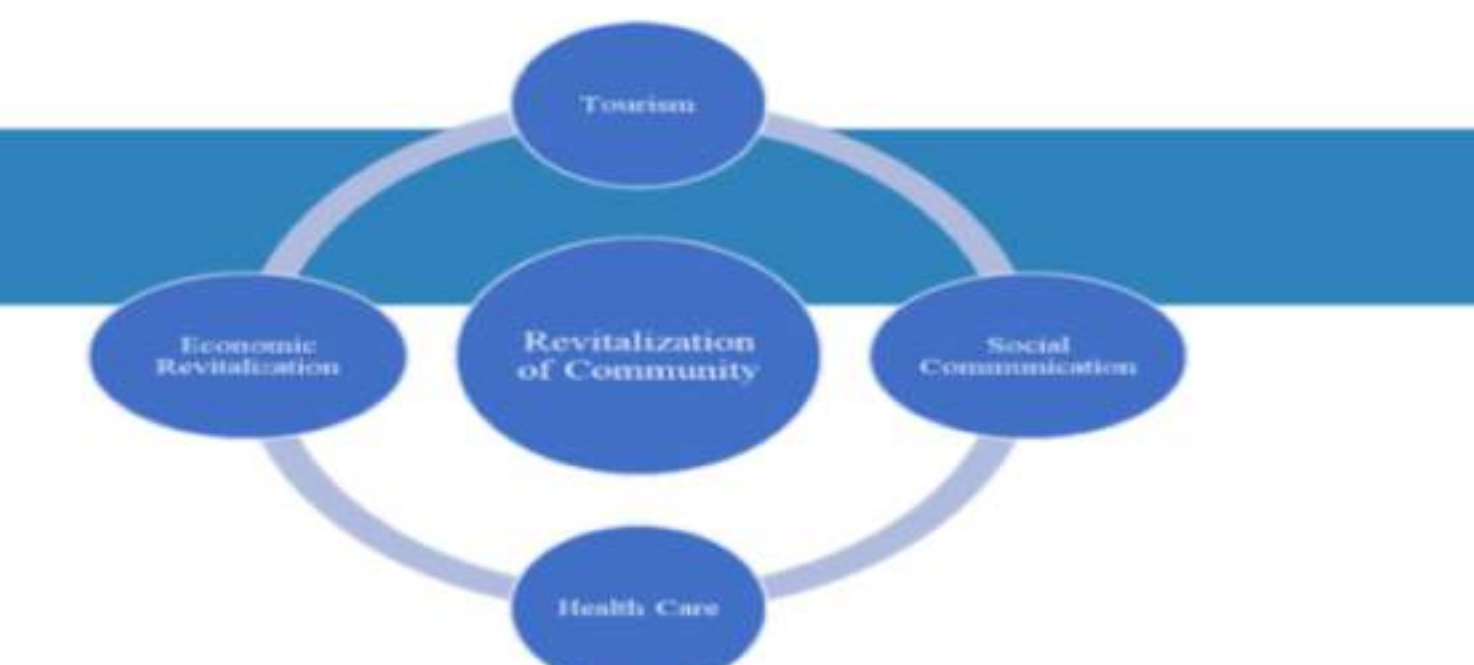 Tourism
Economic
Revitalization
Revitalization
of Community
Social
Communication
Health Care